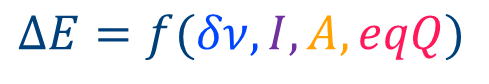 ΔE = f(δν, I, A, eqQ)